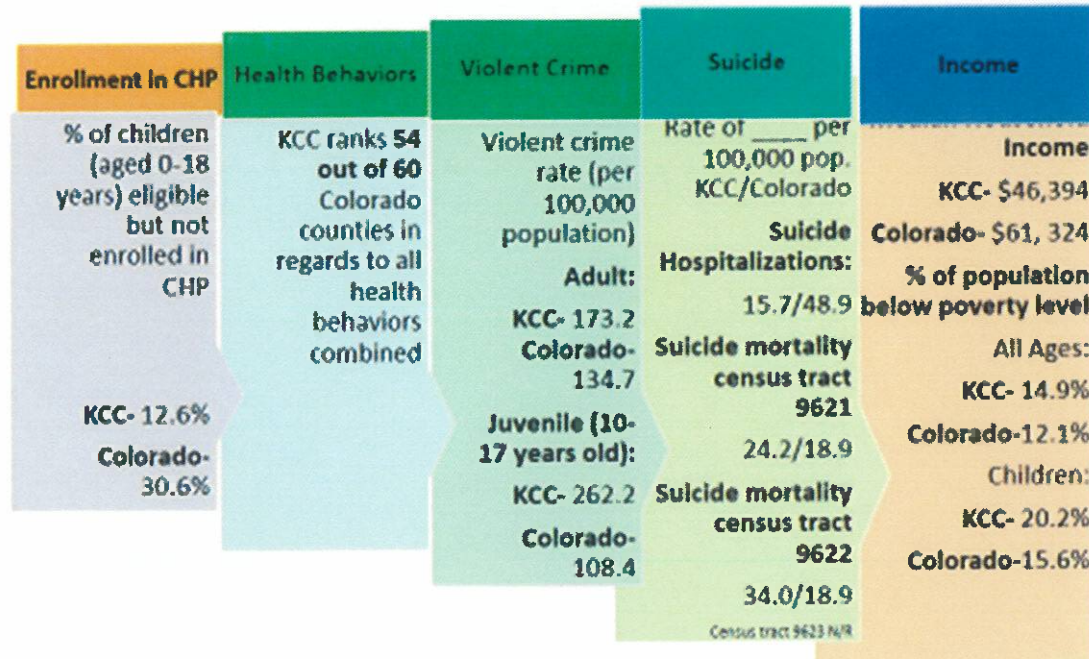 Enrollment in CHP
% of children
(aged 0-18
years) eligible
but not
enrolled in
CHP
KCC- 12.6%
Colorado-
30.6%
Health Behaviors
KCC ranks 54
out of 60
Colorado
counties in
regards to all
health
behaviors
combined
Violent Crime
Violent crime
rate (per
100,000
population)
Adult:
KCC- 173.2
Colorado-
134.7
Juvenile (10-
17 years old):
KCC- 262.2
Colorado-
108.4
Suicide
Rate of ____ per
100,000 pop.
KCC/Colorado
Suicide
Hospitalizations:
15.7/48.9
Suicide mortality
census tract
9621
24.2/18.9
Suicide mortality
census tract
9622
34.0/18.9
Census tract 9623 N/R
Income
Income
KCC- $46,394
Colorado- $61, 324
% of population
below poverty level
All Ages:
KCC- 14.9%
Colorado-12.1%
Children:
KCC- 20.2%
Colorado-15.6%